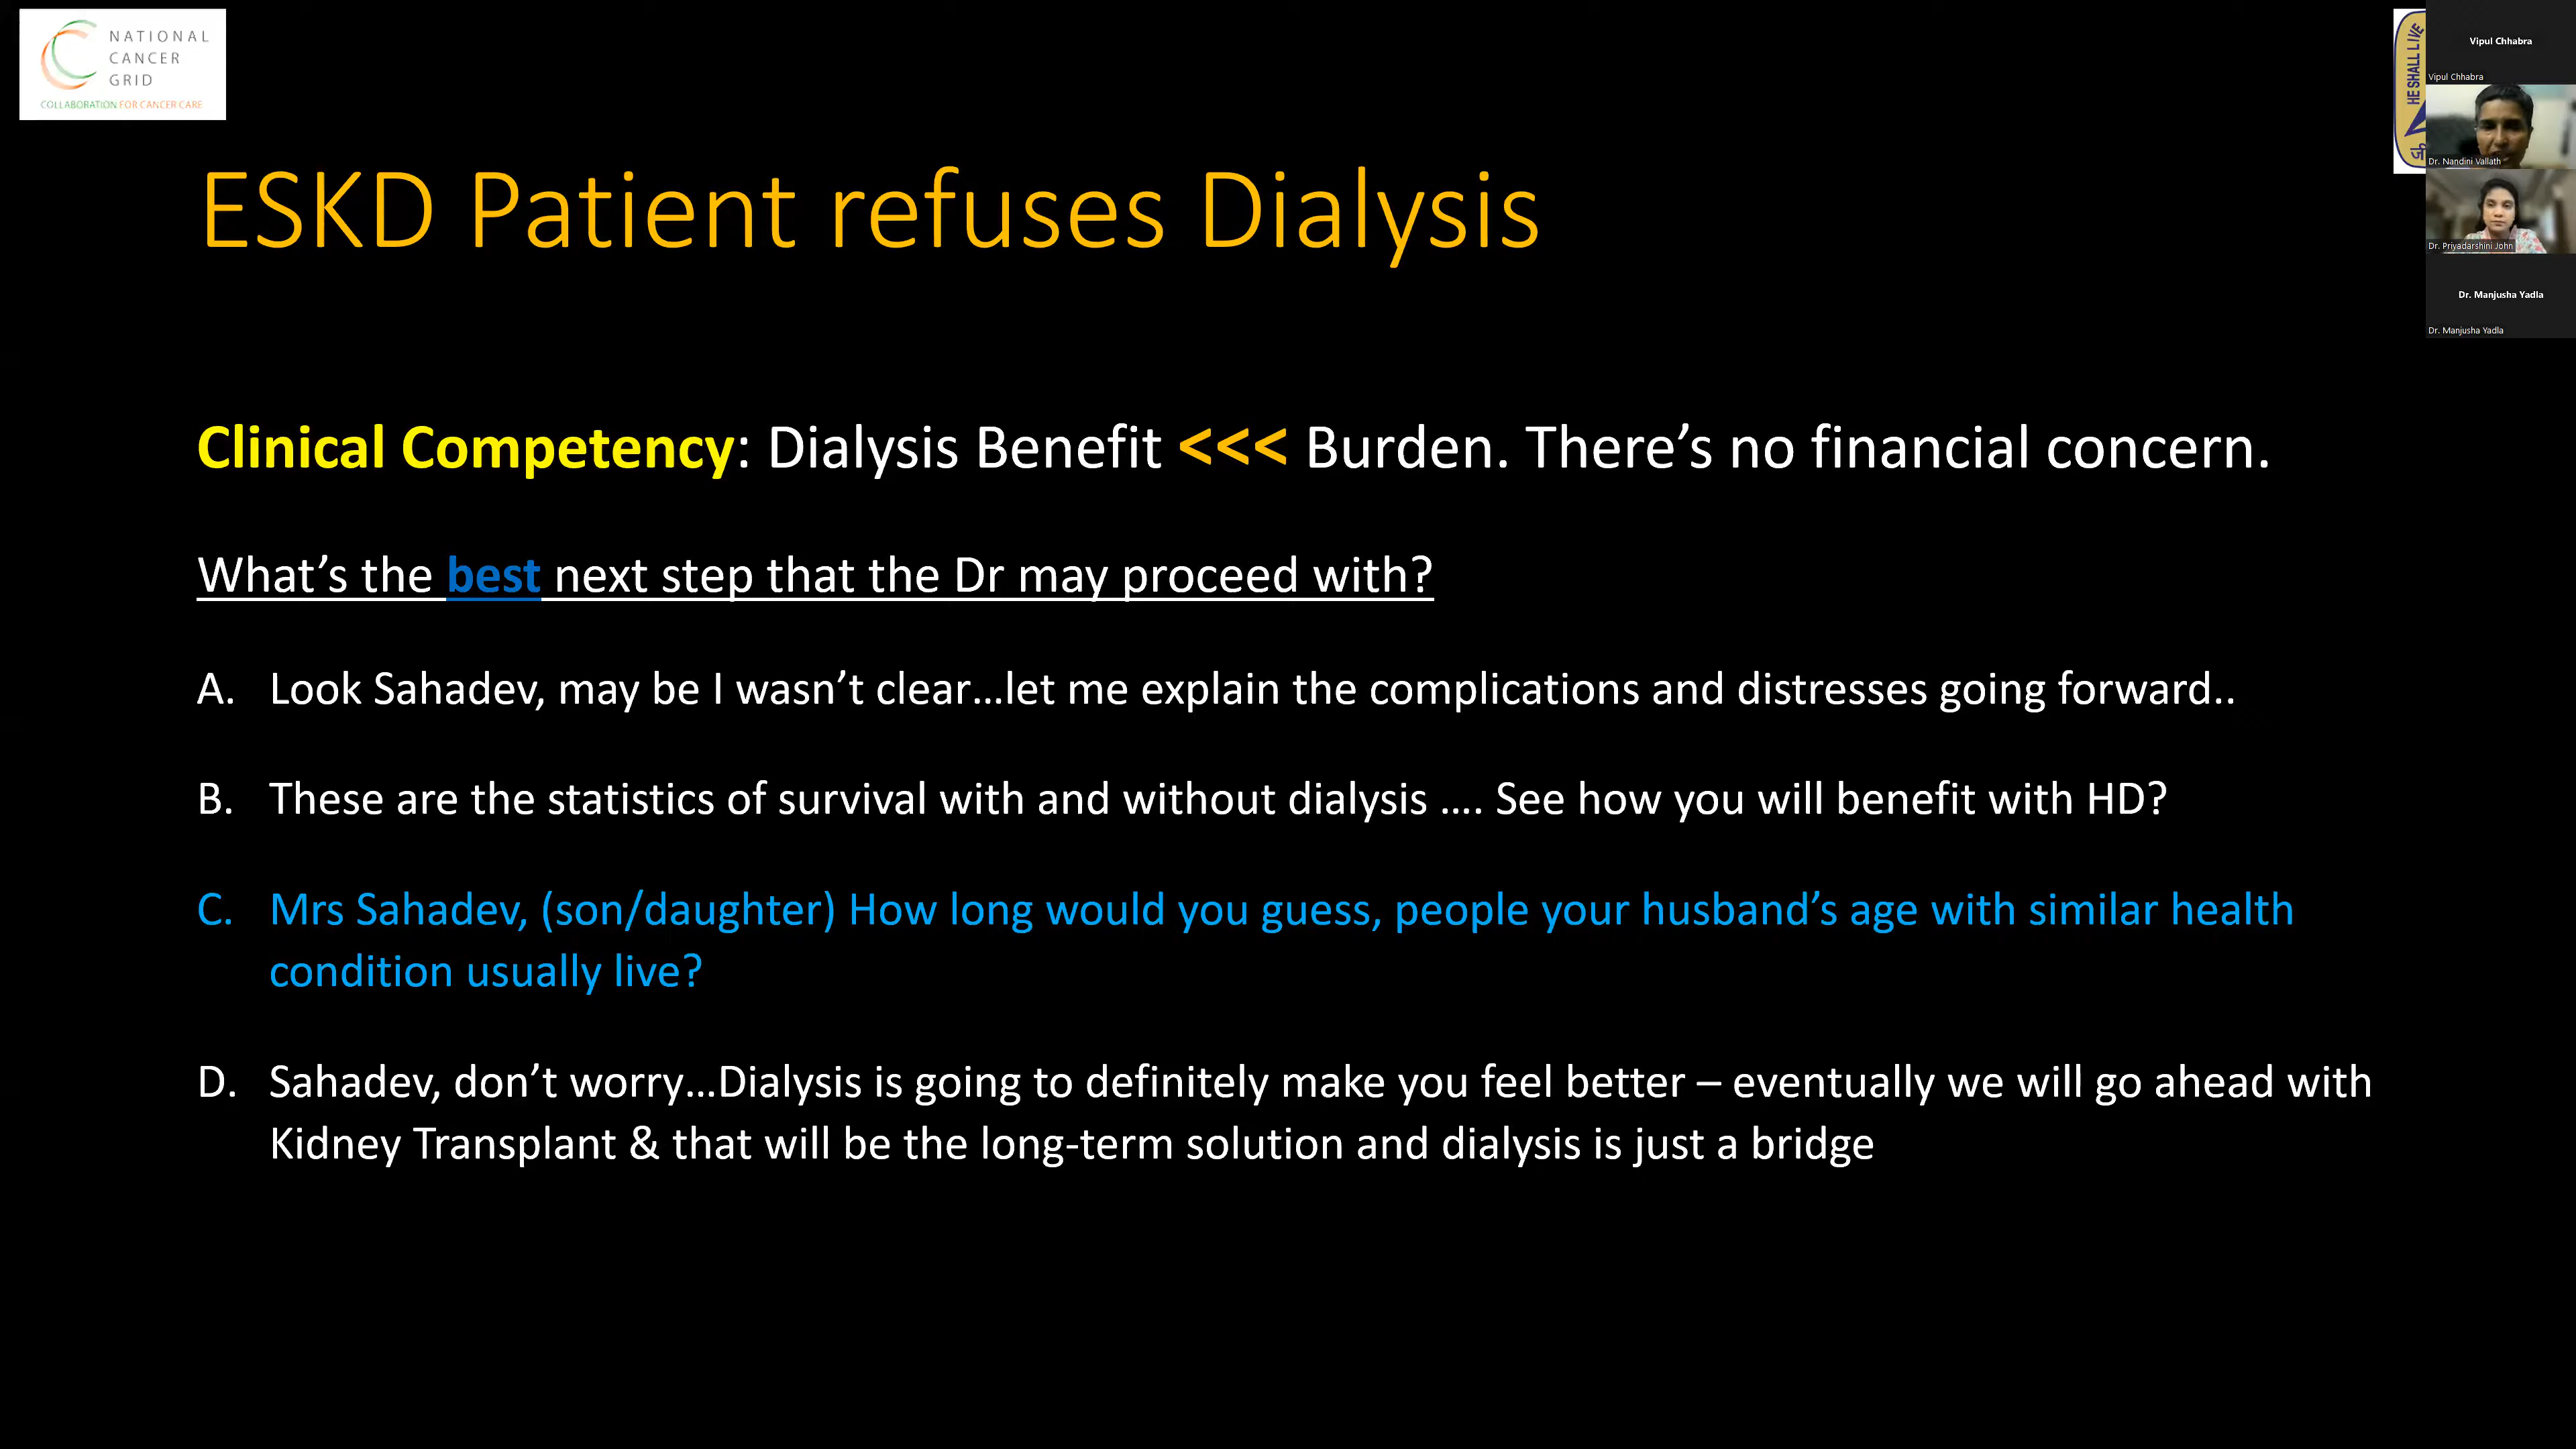 NATIONAL
CANCER
GRID
COLLABORATION FOR CANCER CARE
HE SHALL LIVE
Vipul Chhabra
Vipul Chhabra
Dr. Nandini Vallath
Dr. Priyadarshini John
Dr. Manjusha Yadla
Dr. Manjusha Yadla
ESKD Patient refuses Dialysis
Clinical Competency: Dialysis Benefit <<< Burden. There’s no financial concern.
What’s the best next step that the Dr may proceed with?
A. Look Sahadev, may be I wasn’t clear…let me explain the complications and distresses going forward..
B. These are the statistics of survival with and without dialysis …. See how you will benefit with HD?
C. Mrs Sahadev, (son/daughter) How long would you guess, people your husband’s age with similar health
condition usually live?
D. Sahadev, don’t worry…Dialysis is going to definitely make you feel better – eventually we will go ahead with
Kidney Transplant & that will be the long-term solution and dialysis is just a bridge